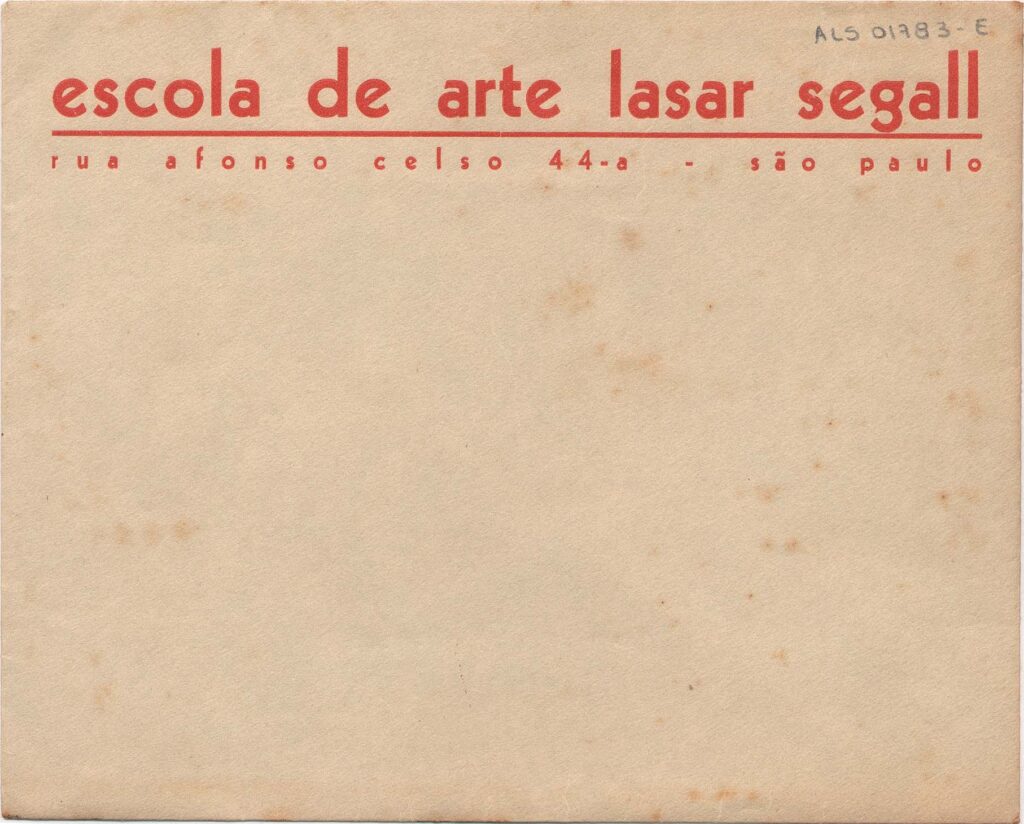 ALS 01783-E
escola de arte lasar segall
rua afonso celso 44-a - são paulo